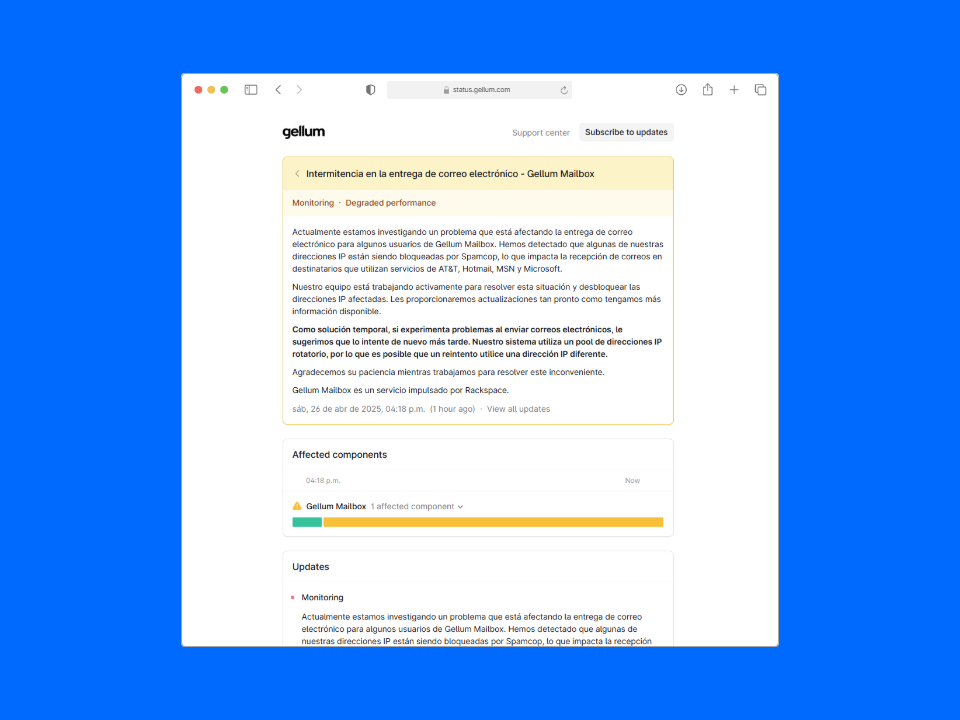 status.gellum.com
gellum
Support center
Subscribe to updates
Intermitencia en la entrega de correo electrónico - Gellum Mailbox
Monitoring · Degraded performance
Actualmente estamos investigando un problema que está afectando la entrega de correo
electrónico para algunos usuarios de Gellum Mailbox. Hemos detectado que algunas de nuestras
direcciones IP están siendo bloqueadas por Spamcop, lo que impacta la recepción de correos en
destinatarios que utilizan servicios de AT&T, Hotmail, MSN y Microsoft.
Nuestro equipo está trabajando activamente para resolver esta situación y desbloquear las
direcciones IP afectadas. Les proporcionaremos actualizaciones tan pronto como tengamos más
información disponible.
Como solución temporal, si experimenta problemas al enviar correos electrónicos, le
sugerimos que lo intente de nuevo más tarde. Nuestro sistema utiliza un pool de direcciones IP
rotatorio, por lo que es posible que un reintento utilice una dirección IP diferente.
Agradecemos su paciencia mientras trabajamos para resolver este inconveniente.
Gellum Mailbox es un servicio impulsado por Rackspace.
sáb, 26 de abr de 2025, 04:18 p.m. (1 hour ago) · View all updates
Affected components
04:18 p.m.
Now
Gellum Mailbox 1 affected component
Updates
Monitoring
Actualmente estamos investigando un problema que está afectando la entrega de correo
electrónico para algunos usuarios de Gellum Mailbox. Hemos detectado que algunas de
nuestras direcciones IP están siendo bloqueadas por Spamcop, lo que impacta la recepción